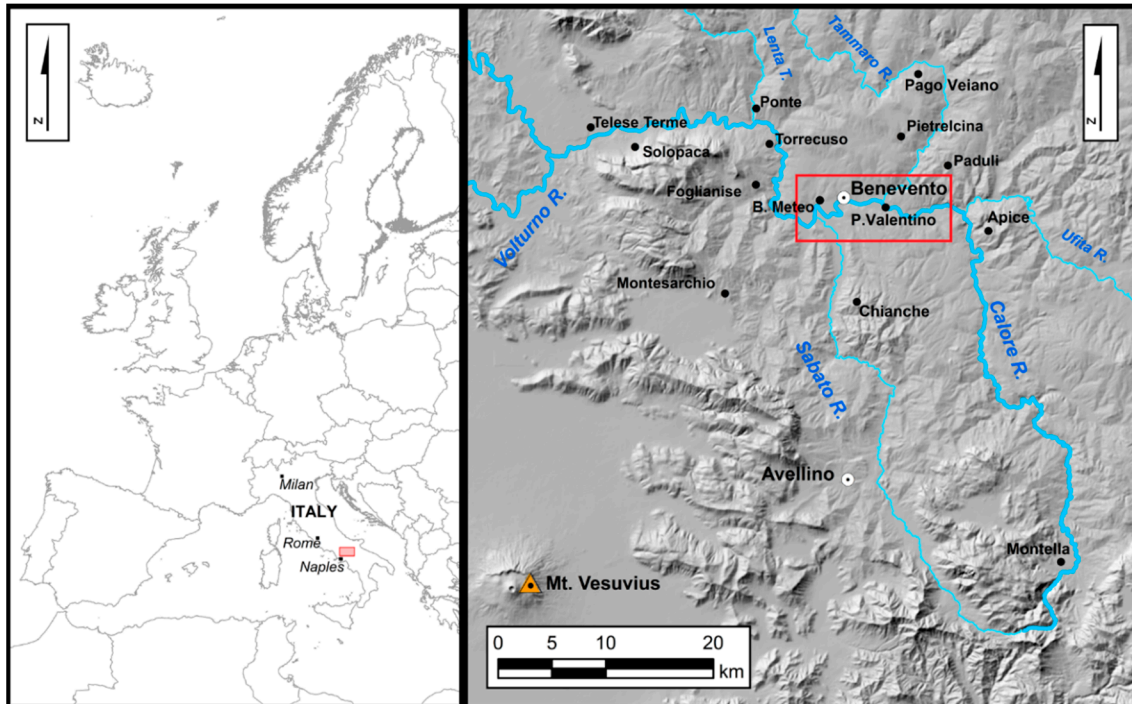 N
Milan
ITALY
Rome
Naples
N
Lenta T.
Tammaro R.
Pago Veiano
Ponte
Telese Terme
Pietrelcina
Torrecuso
Solopaca
Paduli
Foglianise
Benevento
B. Meteo
P.Valentino
Volturno R.
Apice
Ufita R.
Montesarchio
Chianche
Calore R.
Sabato R.
Avellino
Montella
Mt. Vesuvius
0 5 10 20
km